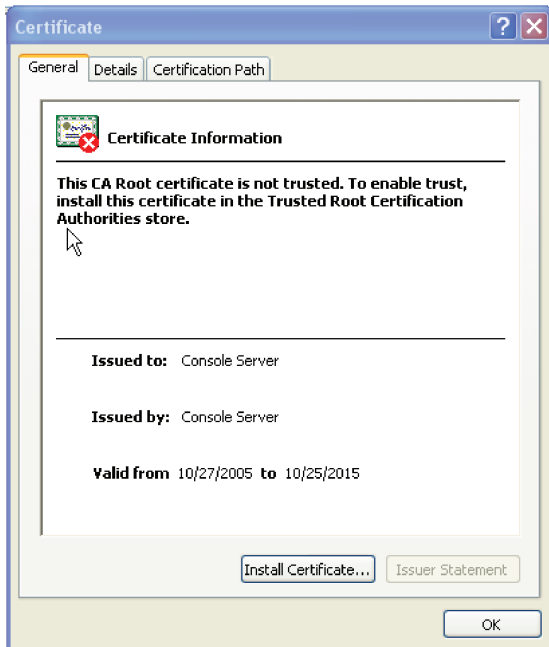 Certificate
General Details Certification Path
Certificate Information
This CA Root certificate is not trusted. To enable trust,
install this certificate in the Trusted Root Certification
Authorities store.
Issued to: Console Server
Issued by: Console Server
Valid from 10/27/2005 to 10/25/2015
Install Certificate... Issuer Statement
OK